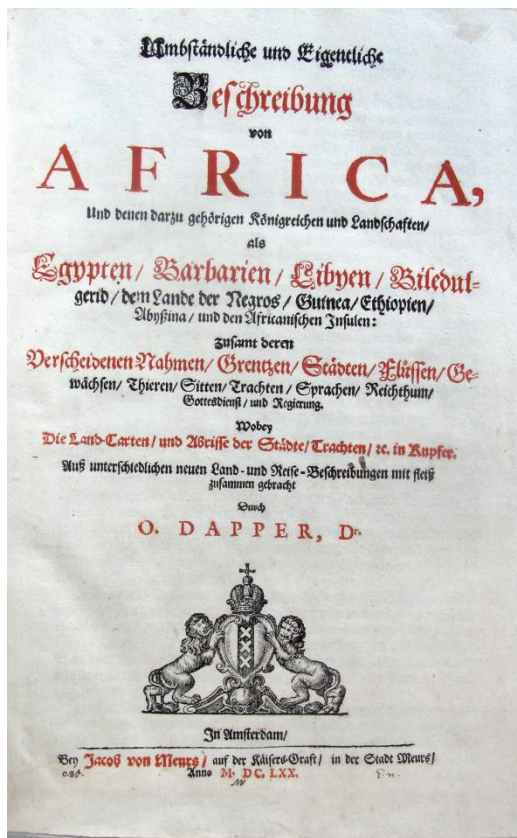 Umbständliche und Eigentliche
Beschreibung
von
AFRICA,
Und denen darzu gehörigen Königreichen und Landschaften/
als
Egypten/ Barbarien/ Libyen/ Biledul-
gerid/ dem Lande der Negros/ Guinea/ Ethiopien/
Abyßina/ und den Africanischen Insulen:
zusamt deren
Verscheidenen Nahmen/ Grentzen/ Städten/ Flüssen/ Ge-
wächsen/ Thieren/ Sitten/ Trachten/ Sprachen/ Reichthum/
Gottesdienst/ und Regierung.
Wobey
Die Land-Carten/ und Abrisse der Städte/ Trachten/ ꝛc. in Kupfer.
Auß unterschiedlichen neuen Land- und Reise-Beschreibungen mit fleiß
zusammen gebracht
Durch
O. DAPPER, Dr.
In Amsterdam/
Bey Jacob von Meurs/ auf der Käisers-Graft/ in der Stadt Meurs/
Anno M. DC. LXX.